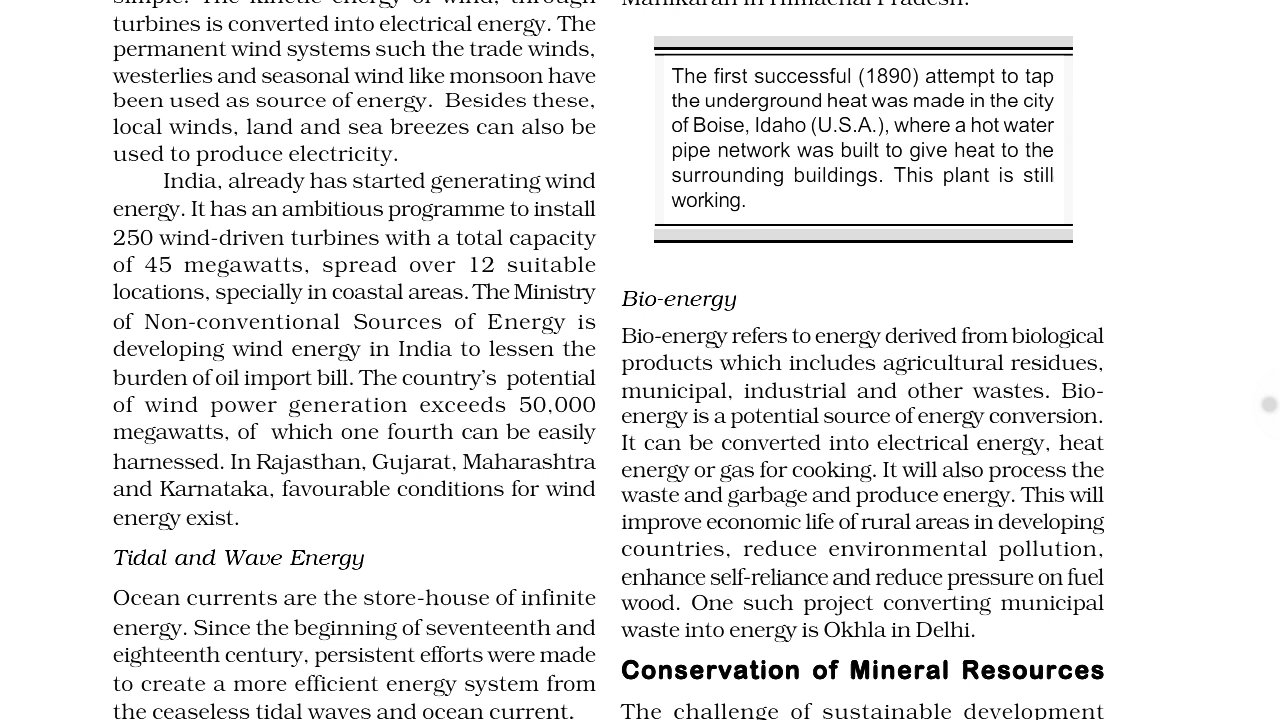 simple. The kinetic energy of wind, through
turbines is converted into electrical energy. The
permanent wind systems such the trade winds,
westerlies and seasonal wind like monsoon have
been used as source of energy. Besides these,
local winds, land and sea breezes can also be
used to produce electricity.
India, already has started generating wind
energy. It has an ambitious programme to install
250 wind-driven turbines with a total capacity
of 45 megawatts, spread over 12 suitable
locations, specially in coastal areas. The Ministry
of Non-conventional Sources of Energy is
developing wind energy in India to lessen the
burden of oil import bill. The country's potential
of wind power generation exceeds 50,000
megawatts, of which one fourth can be easily
harnessed. In Rajasthan, Gujarat, Maharashtra
and Karnataka, favourable conditions for wind
energy exist.
Tidal and Wave Energy
Ocean currents are the store-house of infinite
energy. Since the beginning of seventeenth and
eighteenth century, persistent efforts were made
to create a more efficient energy system from
the ceaseless tidal waves and ocean current.
Manikaran in Himachal Pradesh.
The first successful (1890) attempt to tap
the underground heat was made in the city
of Boise, Idaho (U.S.A.), where a hot water
pipe network was built to give heat to the
surrounding buildings. This plant is still
working.
Bio-energy
Bio-energy refers to energy derived from biological
products which includes agricultural residues,
municipal, industrial and other wastes. Bio-
energy is a potential source of energy conversion.
It can be converted into electrical energy, heat
energy or gas for cooking. It will also process the
waste and garbage and produce energy. This will
improve economic life of rural areas in developing
countries, reduce environmental pollution,
enhance self-reliance and reduce pressure on fuel
wood. One such project converting municipal
waste into energy is Okhla in Delhi.
Conservation of Mineral Resources
The challenge of sustainable development